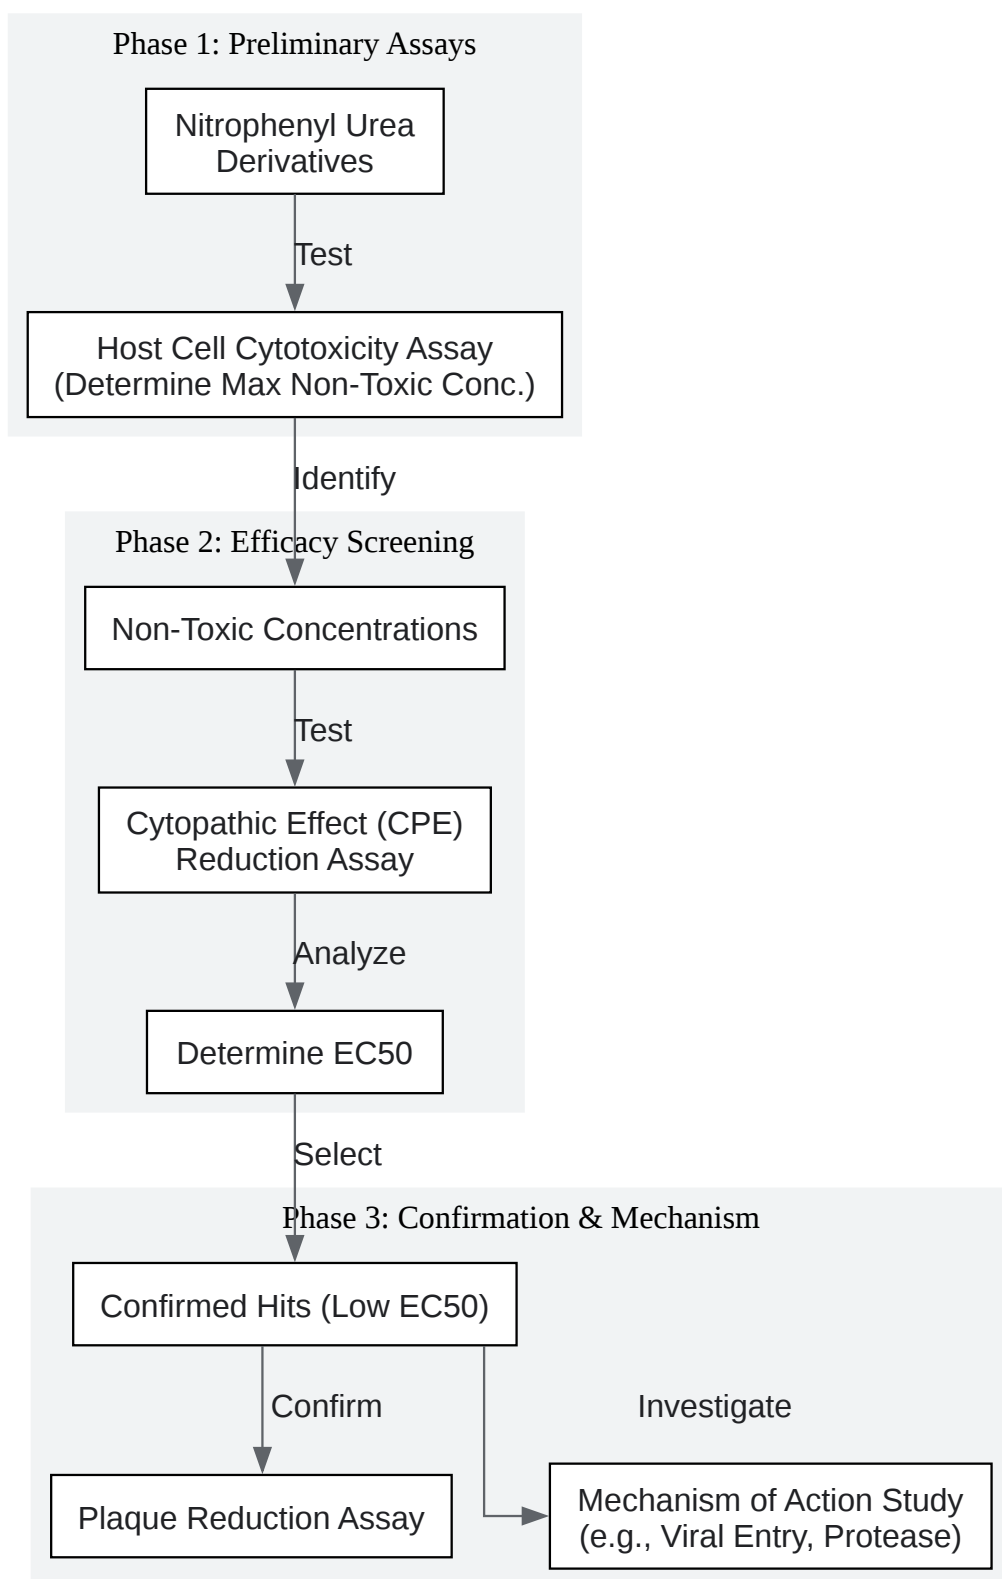 Phase 1: Preliminary Assays
Nitrophenyl Urea
Derivatives
Test
Host Cell Cytotoxicity Assay
(Determine Max Non-Toxic Conc.)
Identify
Phase 2: Efficacy Screening
Non-Toxic Concentrations
Test
Cytopathic Effect (CPE)
Reduction Assay
Analyze
Determine EC50
Select
Phase 3: Confirmation & Mechanism
Confirmed Hits (Low EC50)
Confirm
Investigate
Plaque Reduction Assay
Mechanism of Action Study
(e.g., Viral Entry, Protease)